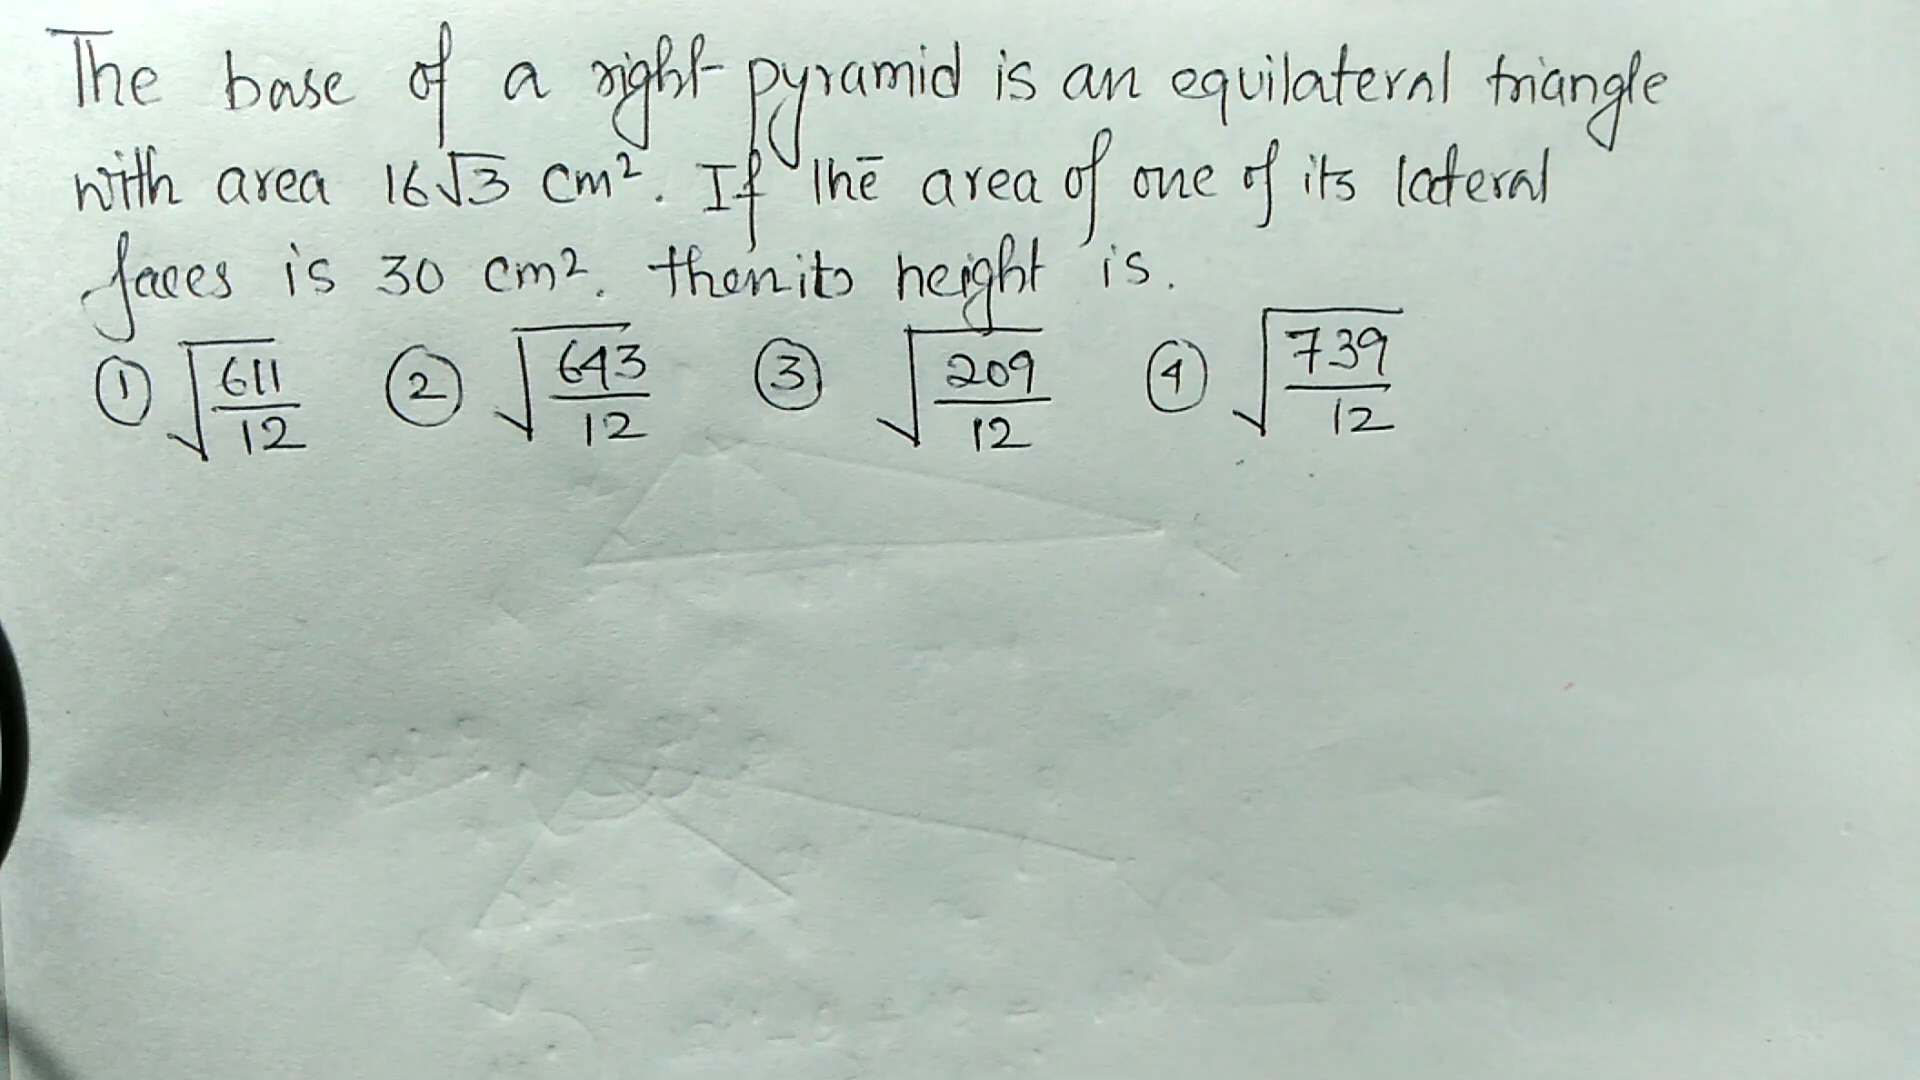 The base of a right pyramid is an equilateral triangle
with area 16√3 cm². If the area of one of its lateral
faces is 30 cm². then its height is.
① √(611/12) ② √(643/12) ③ √(209/12) ④ √(739/12)